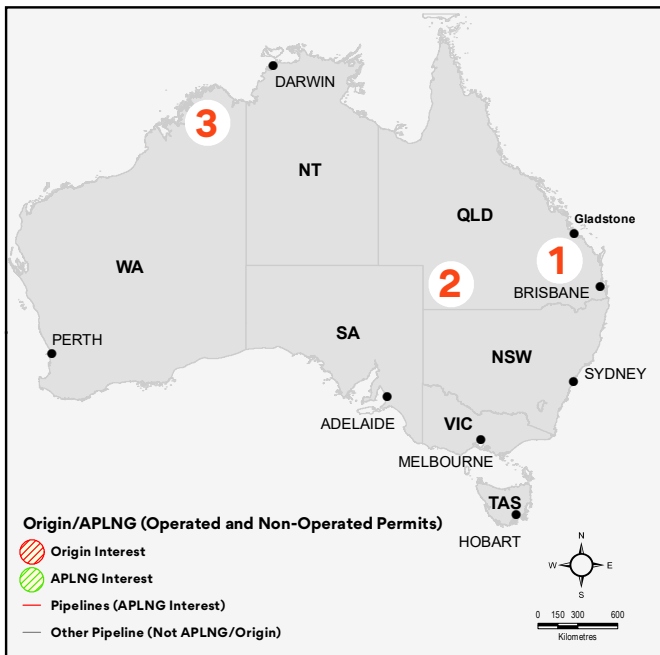 DARWIN
3
NT
QLD
Gladstone
1
WA
2
BRISBANE
PERTH
SA
NSW
SYDNEY
ADELAIDE
VIC
MELBOURNE
TAS
HOBART
Origin/APLNG (Operated and Non-Operated Permits)
Origin Interest
APLNG Interest
Pipelines (APLNG Interest)
Other Pipeline (Not APLNG/Origin)
N
W E
S
0 150 300 600
Kilometres